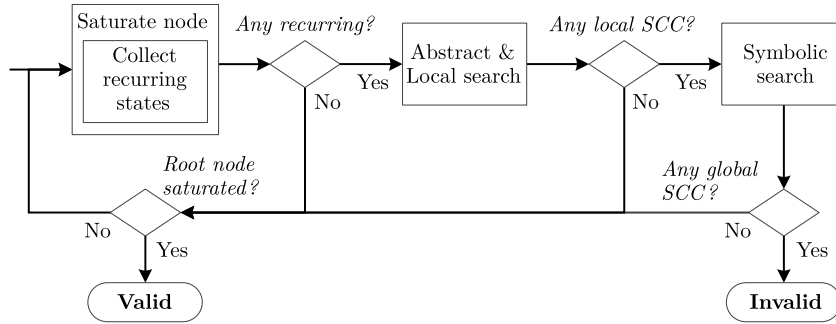 Saturate node
Collect
recurring
states
Any recurring?
Yes
No
Abstract &
Local search
Any local SCC?
Yes
No
Symbolic
search
Root node
saturated?
No
Yes
Valid
Any global
SCC?
No
Yes
Invalid